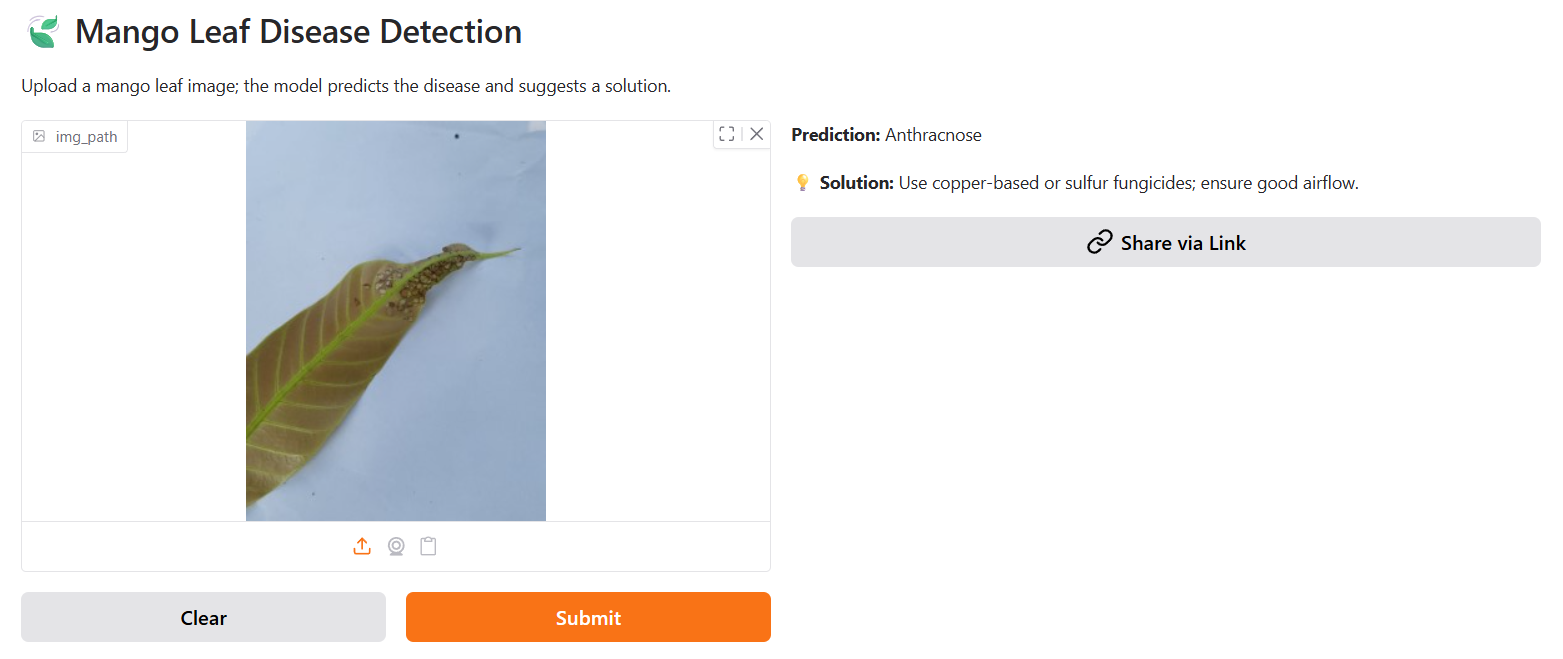 Mango Leaf Disease Detection
Upload a mango leaf image; the model predicts the disease and suggests a solution.
img_path
Prediction: Anthracnose
Solution: Use copper-based or sulfur fungicides; ensure good airflow.
Share via Link
Clear
Submit